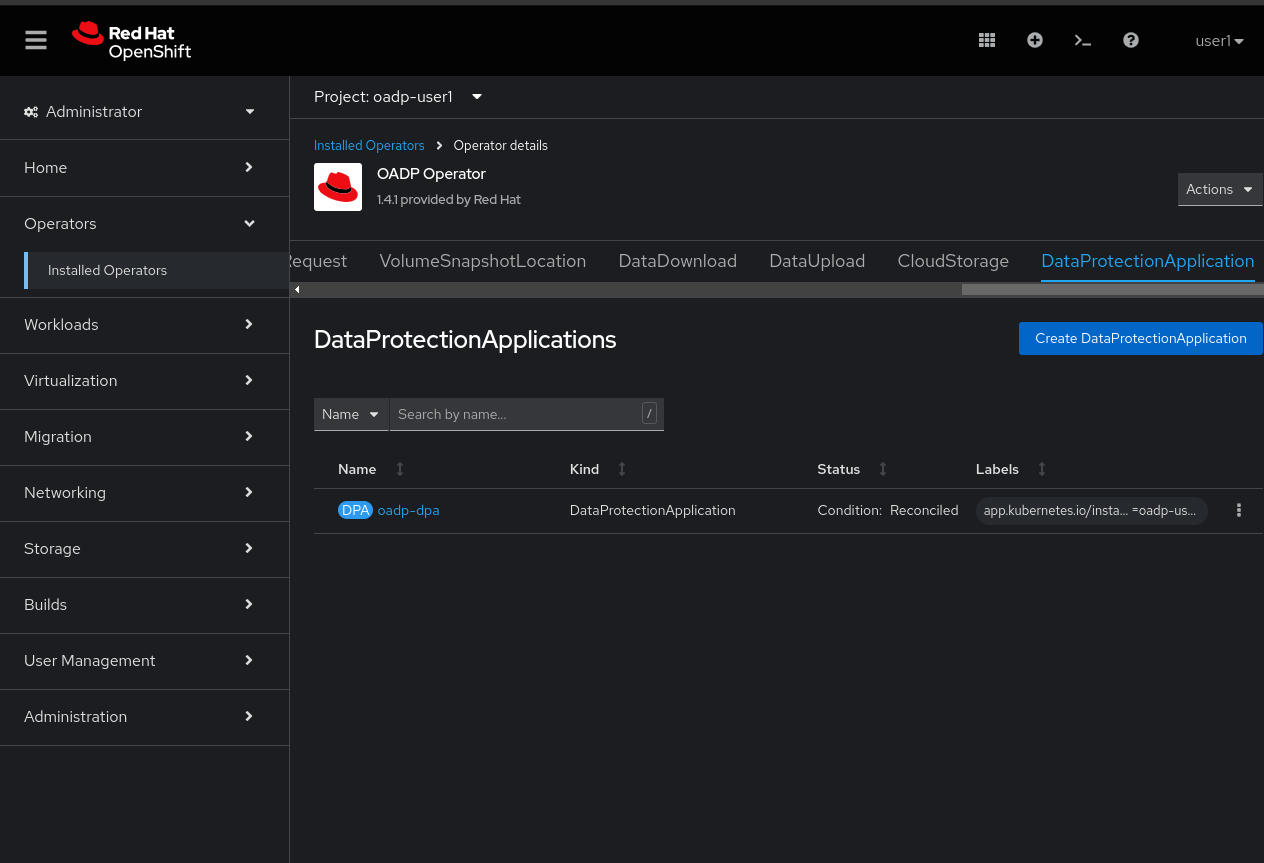 Red Hat
OpenShift
user1
Administrator
Home
Operators
Installed Operators
Workloads
Virtualization
Migration
Networking
Storage
Builds
User Management
Administration
Project: oadp-user1
Installed Operators
Operator details
OADP Operator
1.4.1 provided by Red Hat
Actions
Request VolumeSnapshotLocation DataDownload DataUpload CloudStorage DataProtectionApplication
DataProtectionApplications
Create DataProtectionApplication
Name Search by name... /
Name Kind Status Labels
DPA oadp-dpa DataProtectionApplication Condition: Reconciled app.kubernetes.io/insta... =oadp-us...